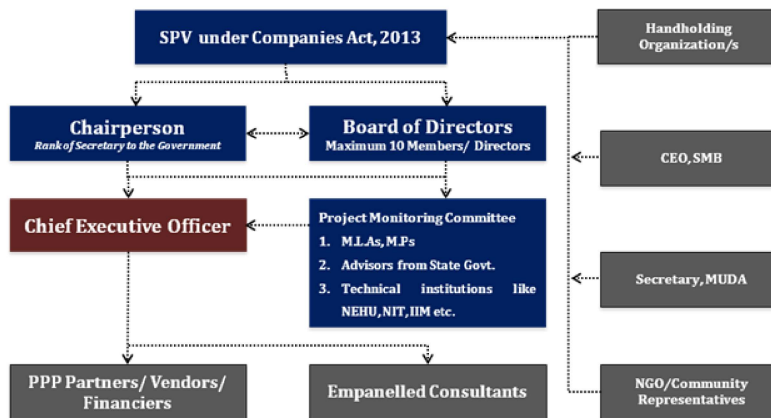 SPV under Companies Act, 2013
Handholding
Organization/s
Chairperson
Rank of Secretary to the Government
Board of Directors
Maximum 10 Members/ Directors
CEO, SMB
Chief Executive Officer
Project Monitoring Committee
1. M.L.As, M.Ps
2. Advisors from State Govt.
3. Technical institutions like
NEHU, NIT, IIM etc.
Secretary, MUDA
PPP Partners/ Vendors/
Financiers
Empanelled Consultants
NGO/Community
Representatives